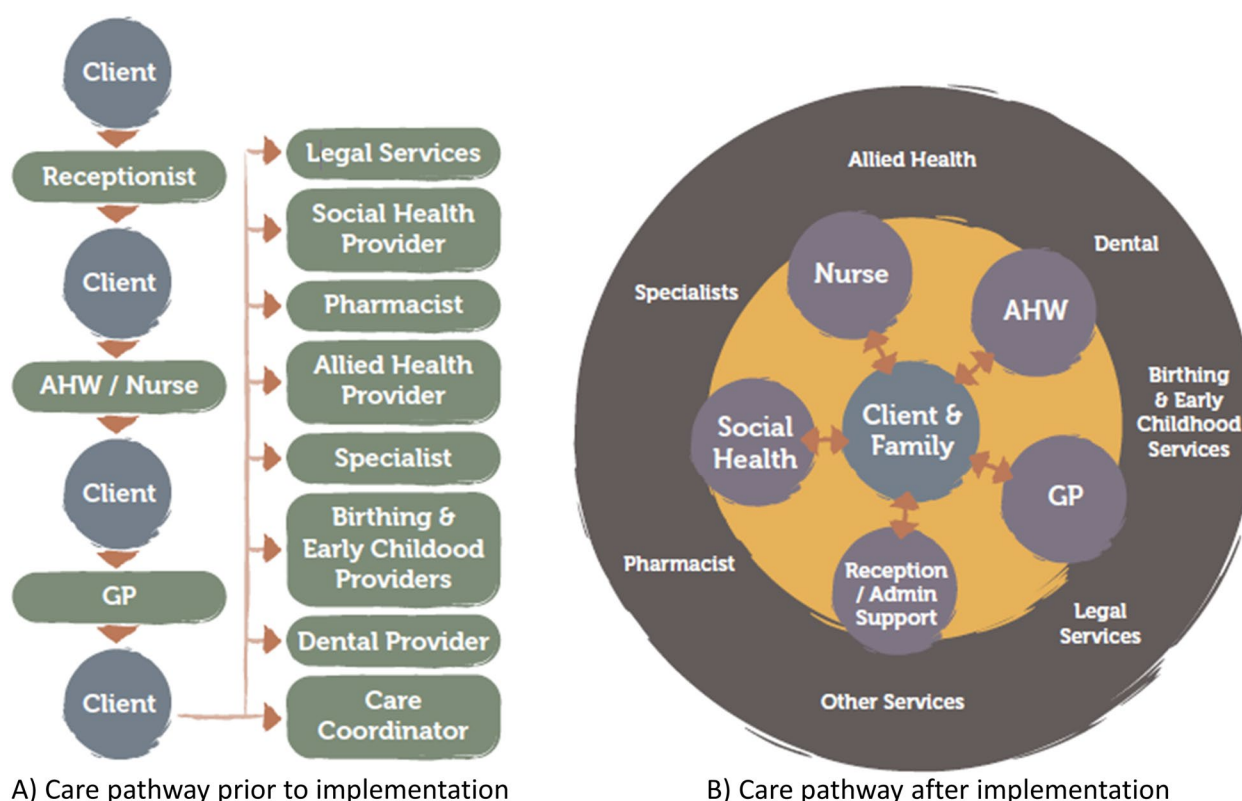 Client
Receptionist
Client
AHW / Nurse
Client
GP
Client
Legal Services
Social Health
Provider
Pharmacist
Allied Health
Provider
Specialist
Birthing &
Early Childood
Providers
Dental Provider
Care
Coordinator
A) Care pathway prior to implementation
Allied Health
Dental
Specialists
Nurse
AHW
Birthing
& Early
Childhood
Services
Client &
Family
Social
Health
GP
Pharmacist
Reception
/ Admin
Support
Legal
Services
Other Services
B) Care pathway after implementation